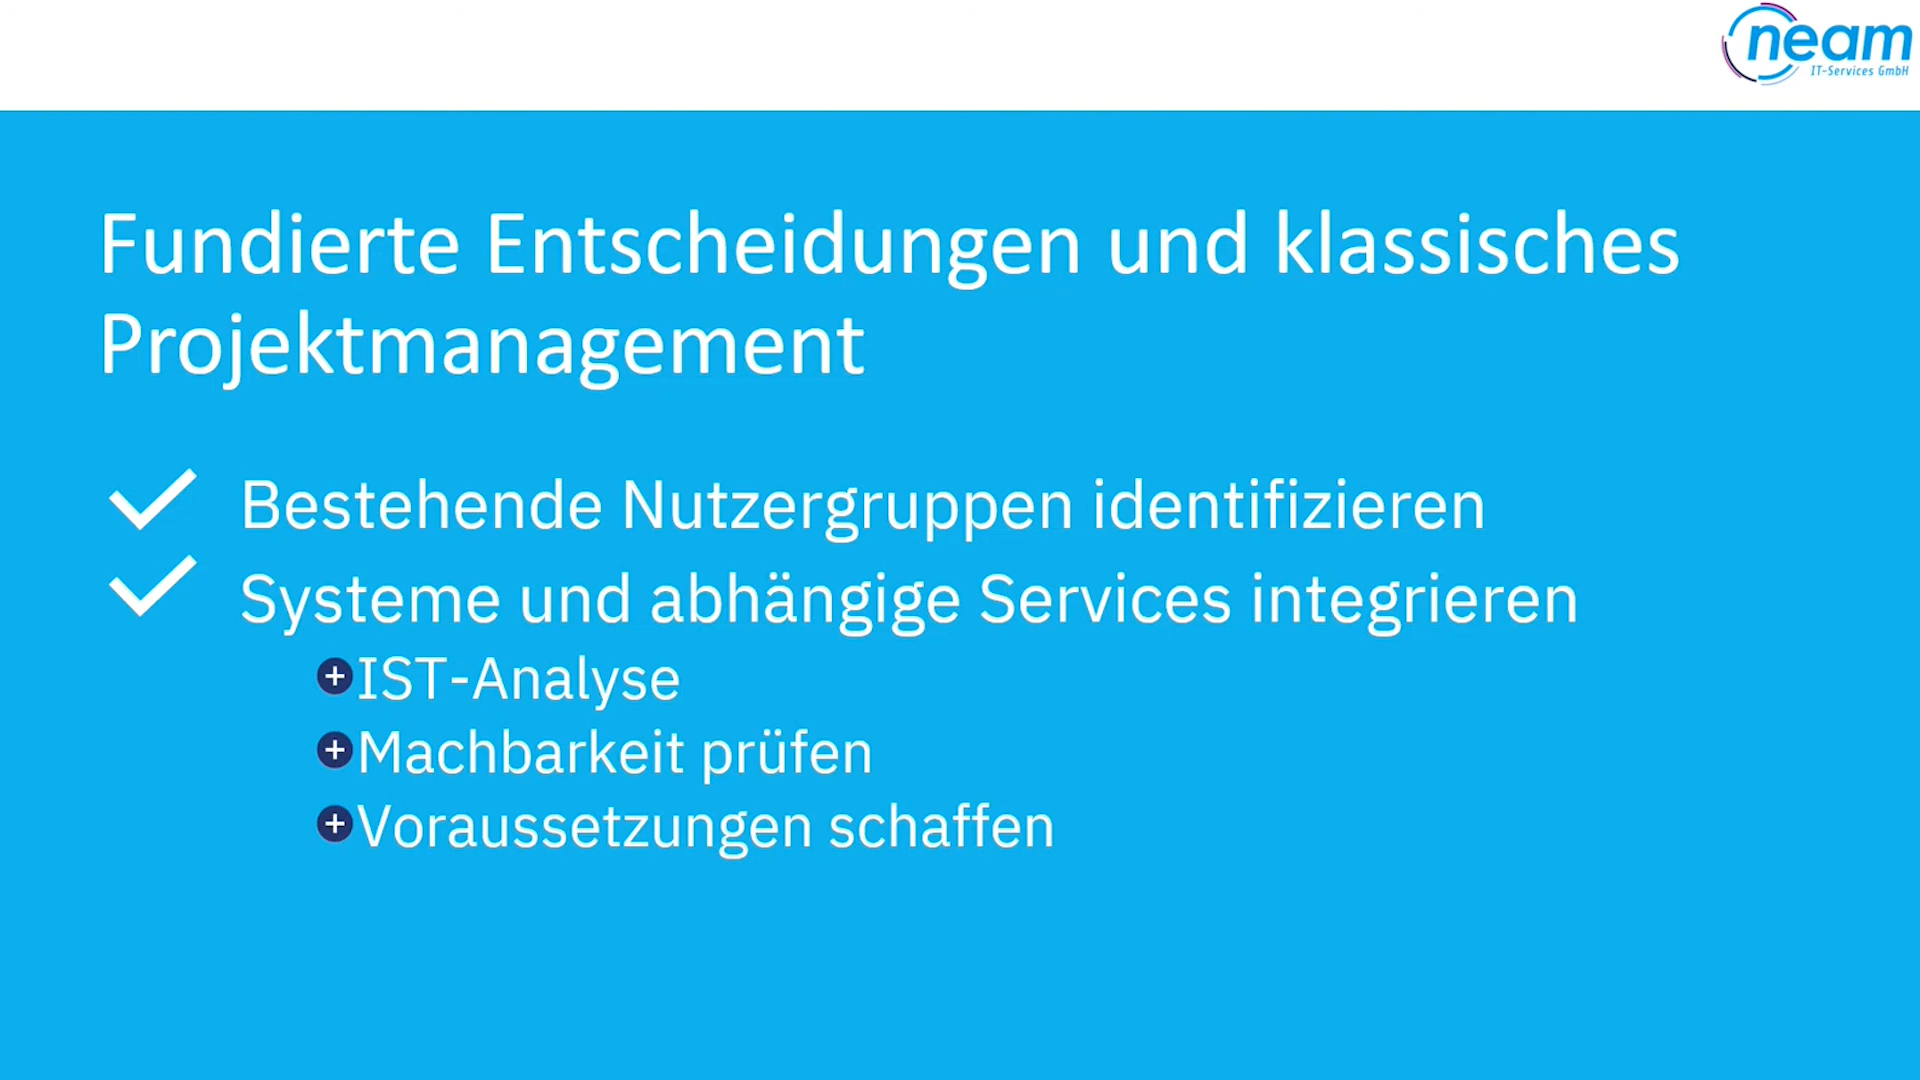 neam
IT-Services GmbH
Fundierte Entscheidungen und klassisches
Projektmanagement
Bestehende Nutzergruppen identifizieren
Systeme und abhängige Services integrieren
IST-Analyse
Machbarkeit prüfen
Voraussetzungen schaffen